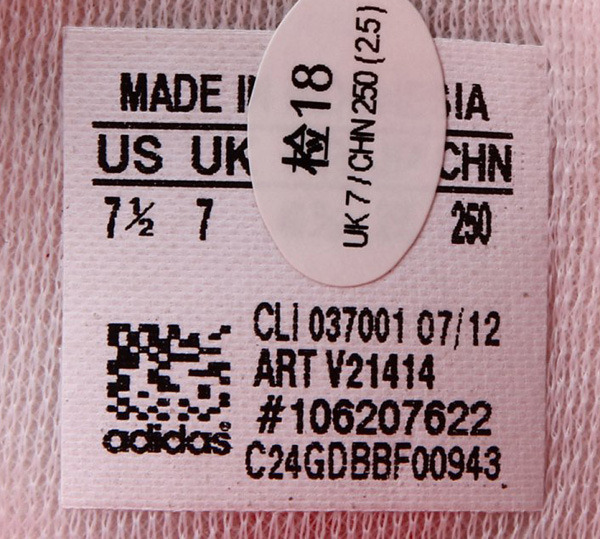 MADE I
IA
US UK CHN
7½ 7 250
检18
UK 7 / CHN 250 (2.5)
CLI 037001 07/12
ART V21414
#106207622
adidas®
C24GDBBF00943